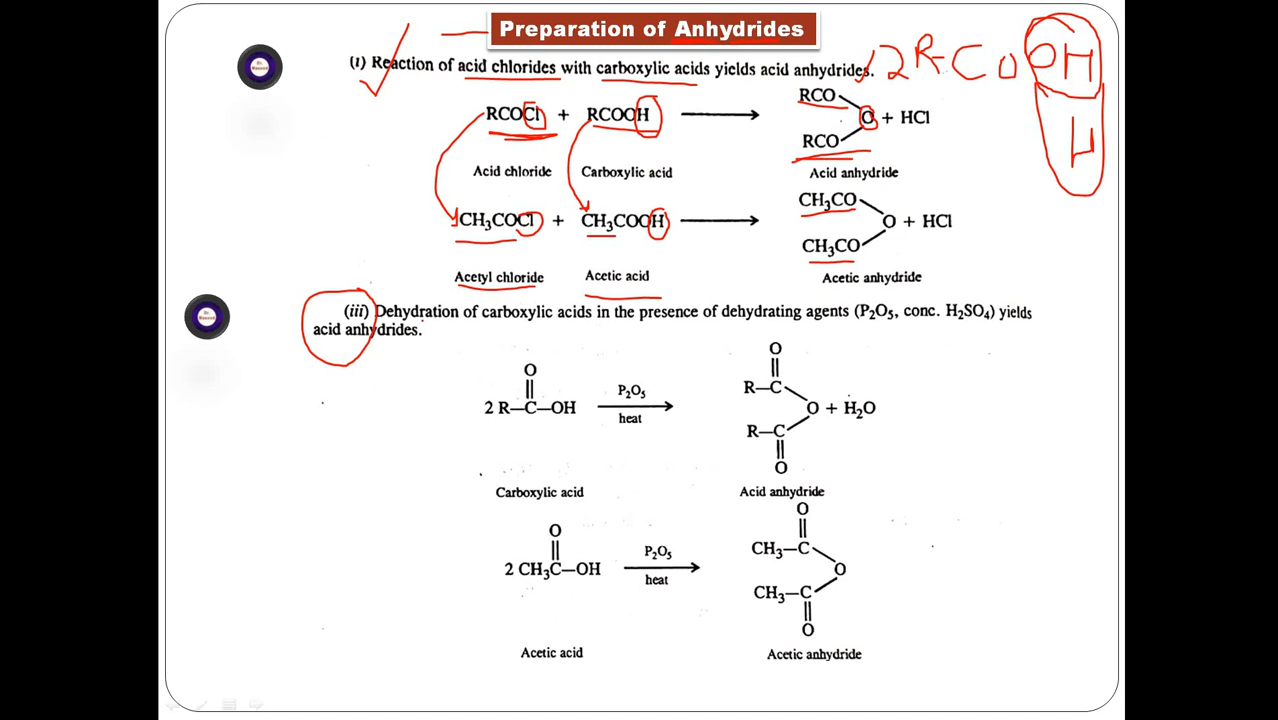 Preparation of Anhydrides
(i) Reaction of acid chlorides with carboxylic acids yields acid anhydrides.
2R-COOH
H
RCOCl + RCOOH RCO RCO O + HCl
Acid chloride Carboxylic acid Acid anhydride
CH₃COCl + CH₃COOH CH₃CO CH₃CO O + HCl
Acetyl chloride Acetic acid Acetic anhydride
(iii) Dehydration of carboxylic acids in the presence of dehydrating agents (P₂O₅, conc. H₂SO₄) yields
acid anhydrides.
O O
2 R—C—OH P₂O₅ heat R—C R—C O + H₂O
O
Carboxylic acid Acid anhydride
O O
2 CH₃C—OH P₂O₅ heat CH₃—C CH₃—C O
O
Acetic acid Acetic anhydride